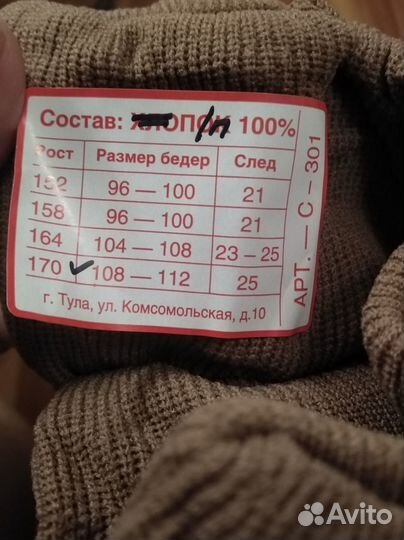 Состав: ХЛОПОК п/п 100%
Рост Размер бедер След
152 96 — 100 21
158 96 — 100 21
164 104 — 108 23 – 25
170 ✓ 108 — 112 25
г. Тула, ул. Комсомольская, д.10
АРТ. — С – 301
Avito